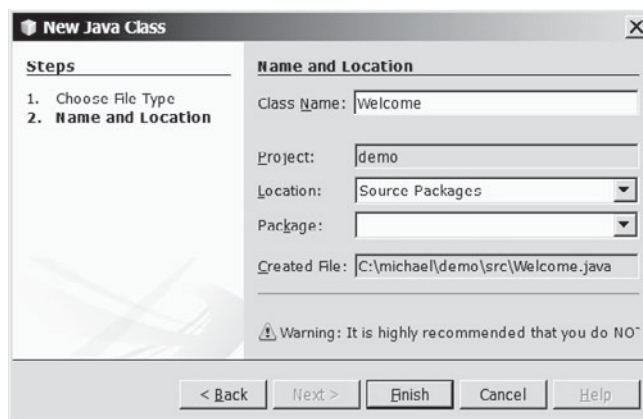 New Java Class
Steps
1. Choose File Type
2. Name and Location
Name and Location
Class Name: Welcome
Project: demo
Location: Source Packages
Package:
Created File: C:\michael\demo\src\Welcome.java
Warning: It is highly recommended that you do NOT
< Back Next > Finish Cancel Help